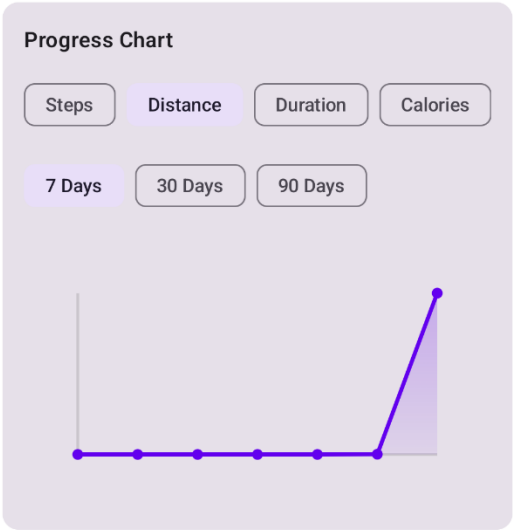 Progress Chart
Steps Distance Duration Calories
7 Days 30 Days 90 Days